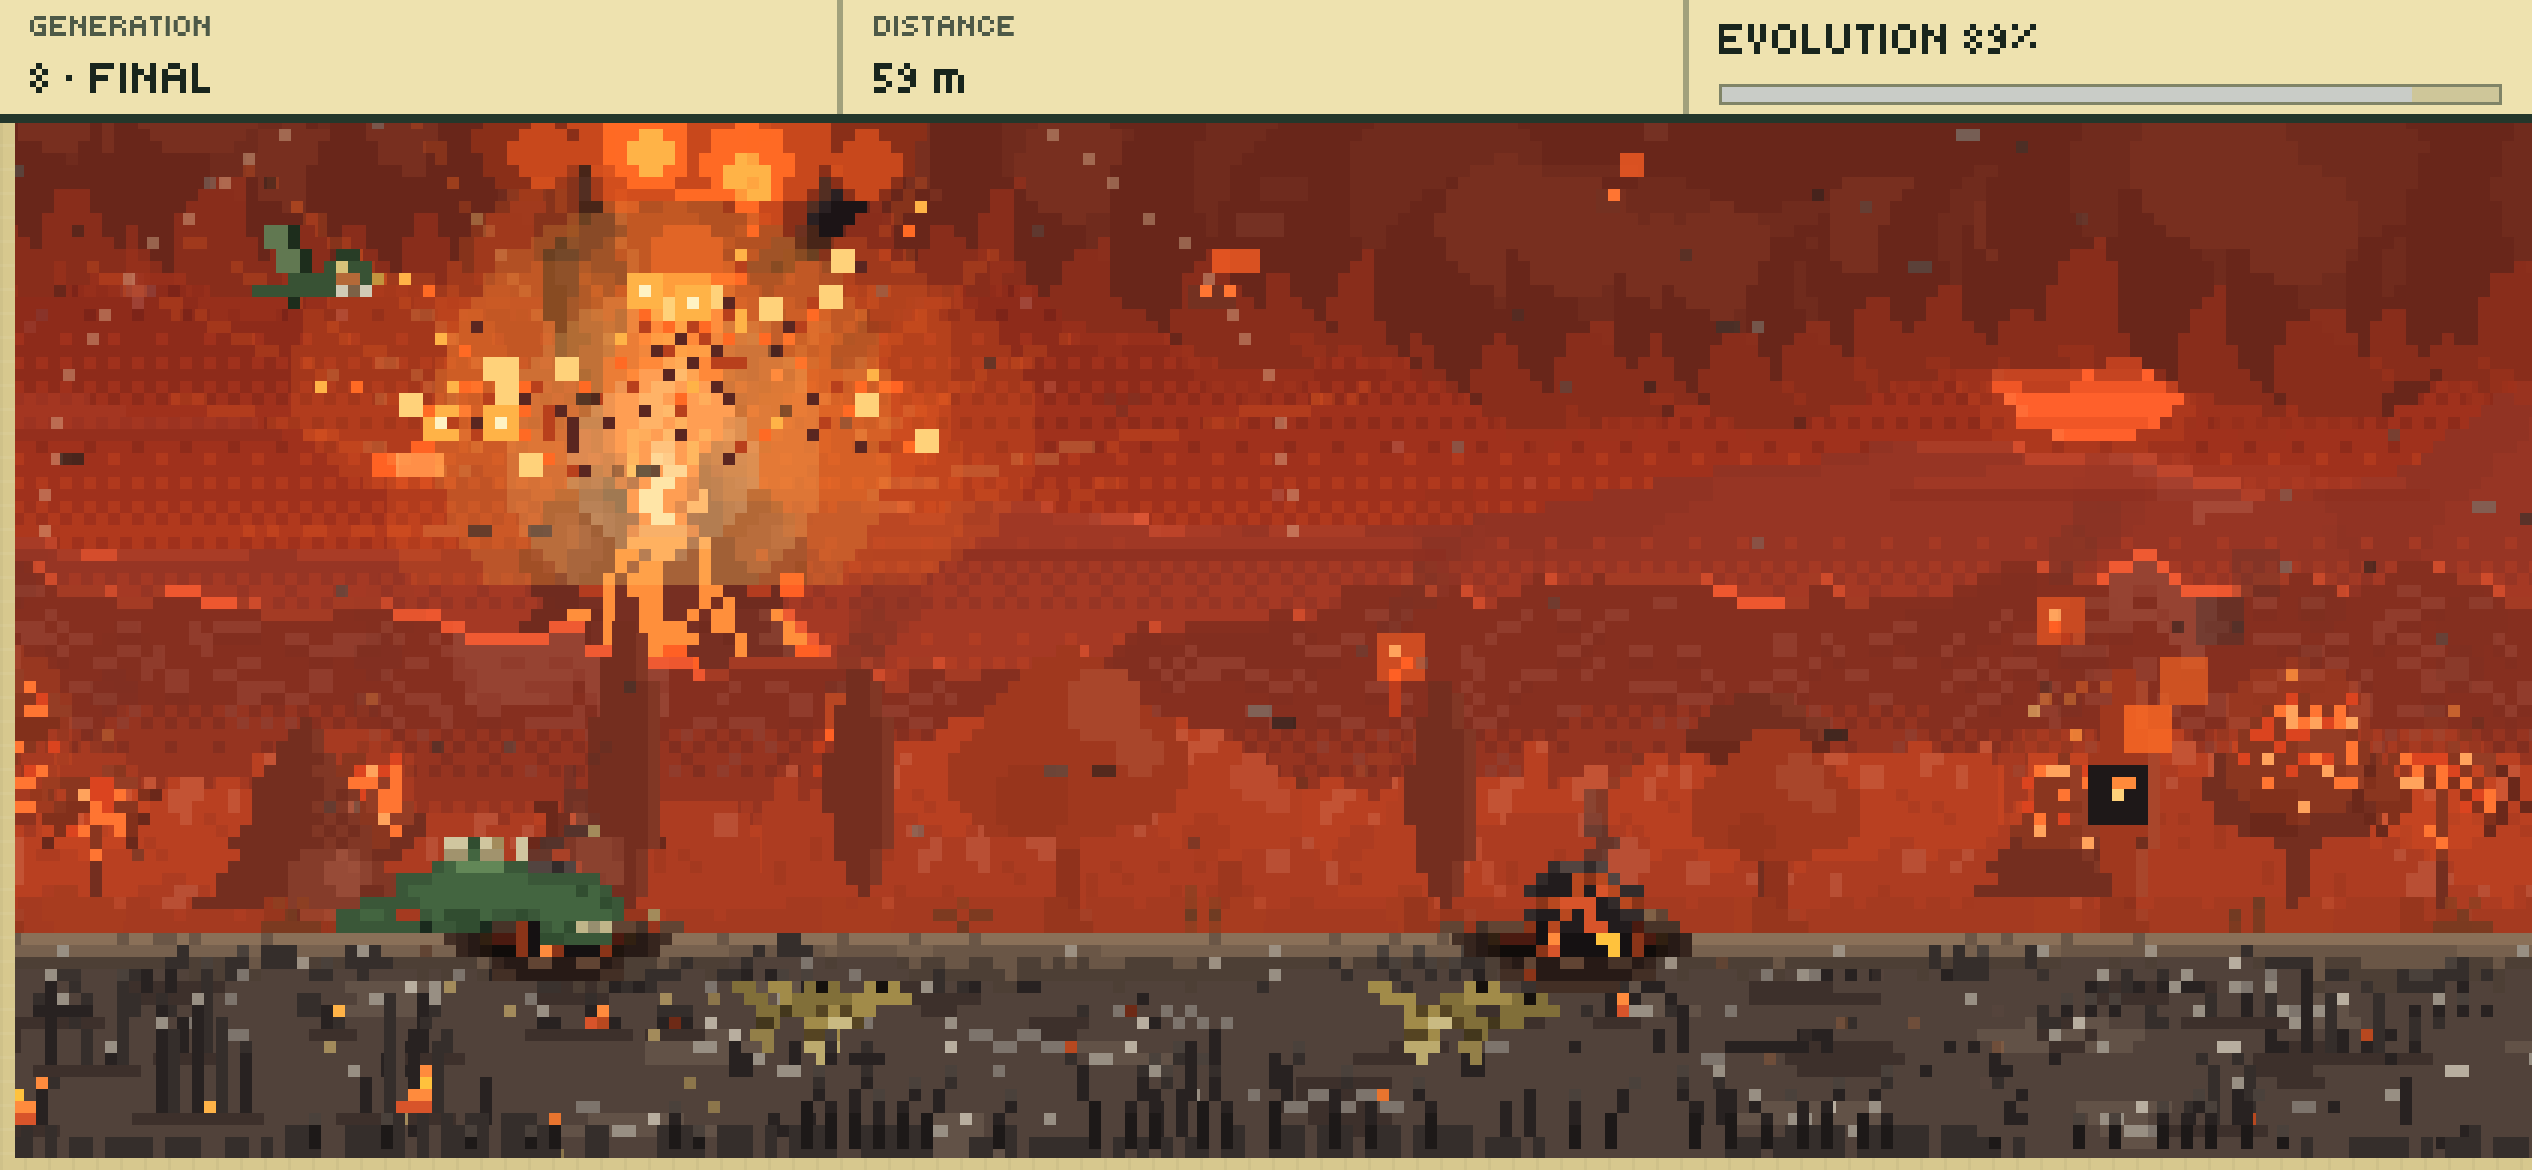 GENERATION
8 · FINAL
DISTANCE
59 m
EVOLUTION 89%